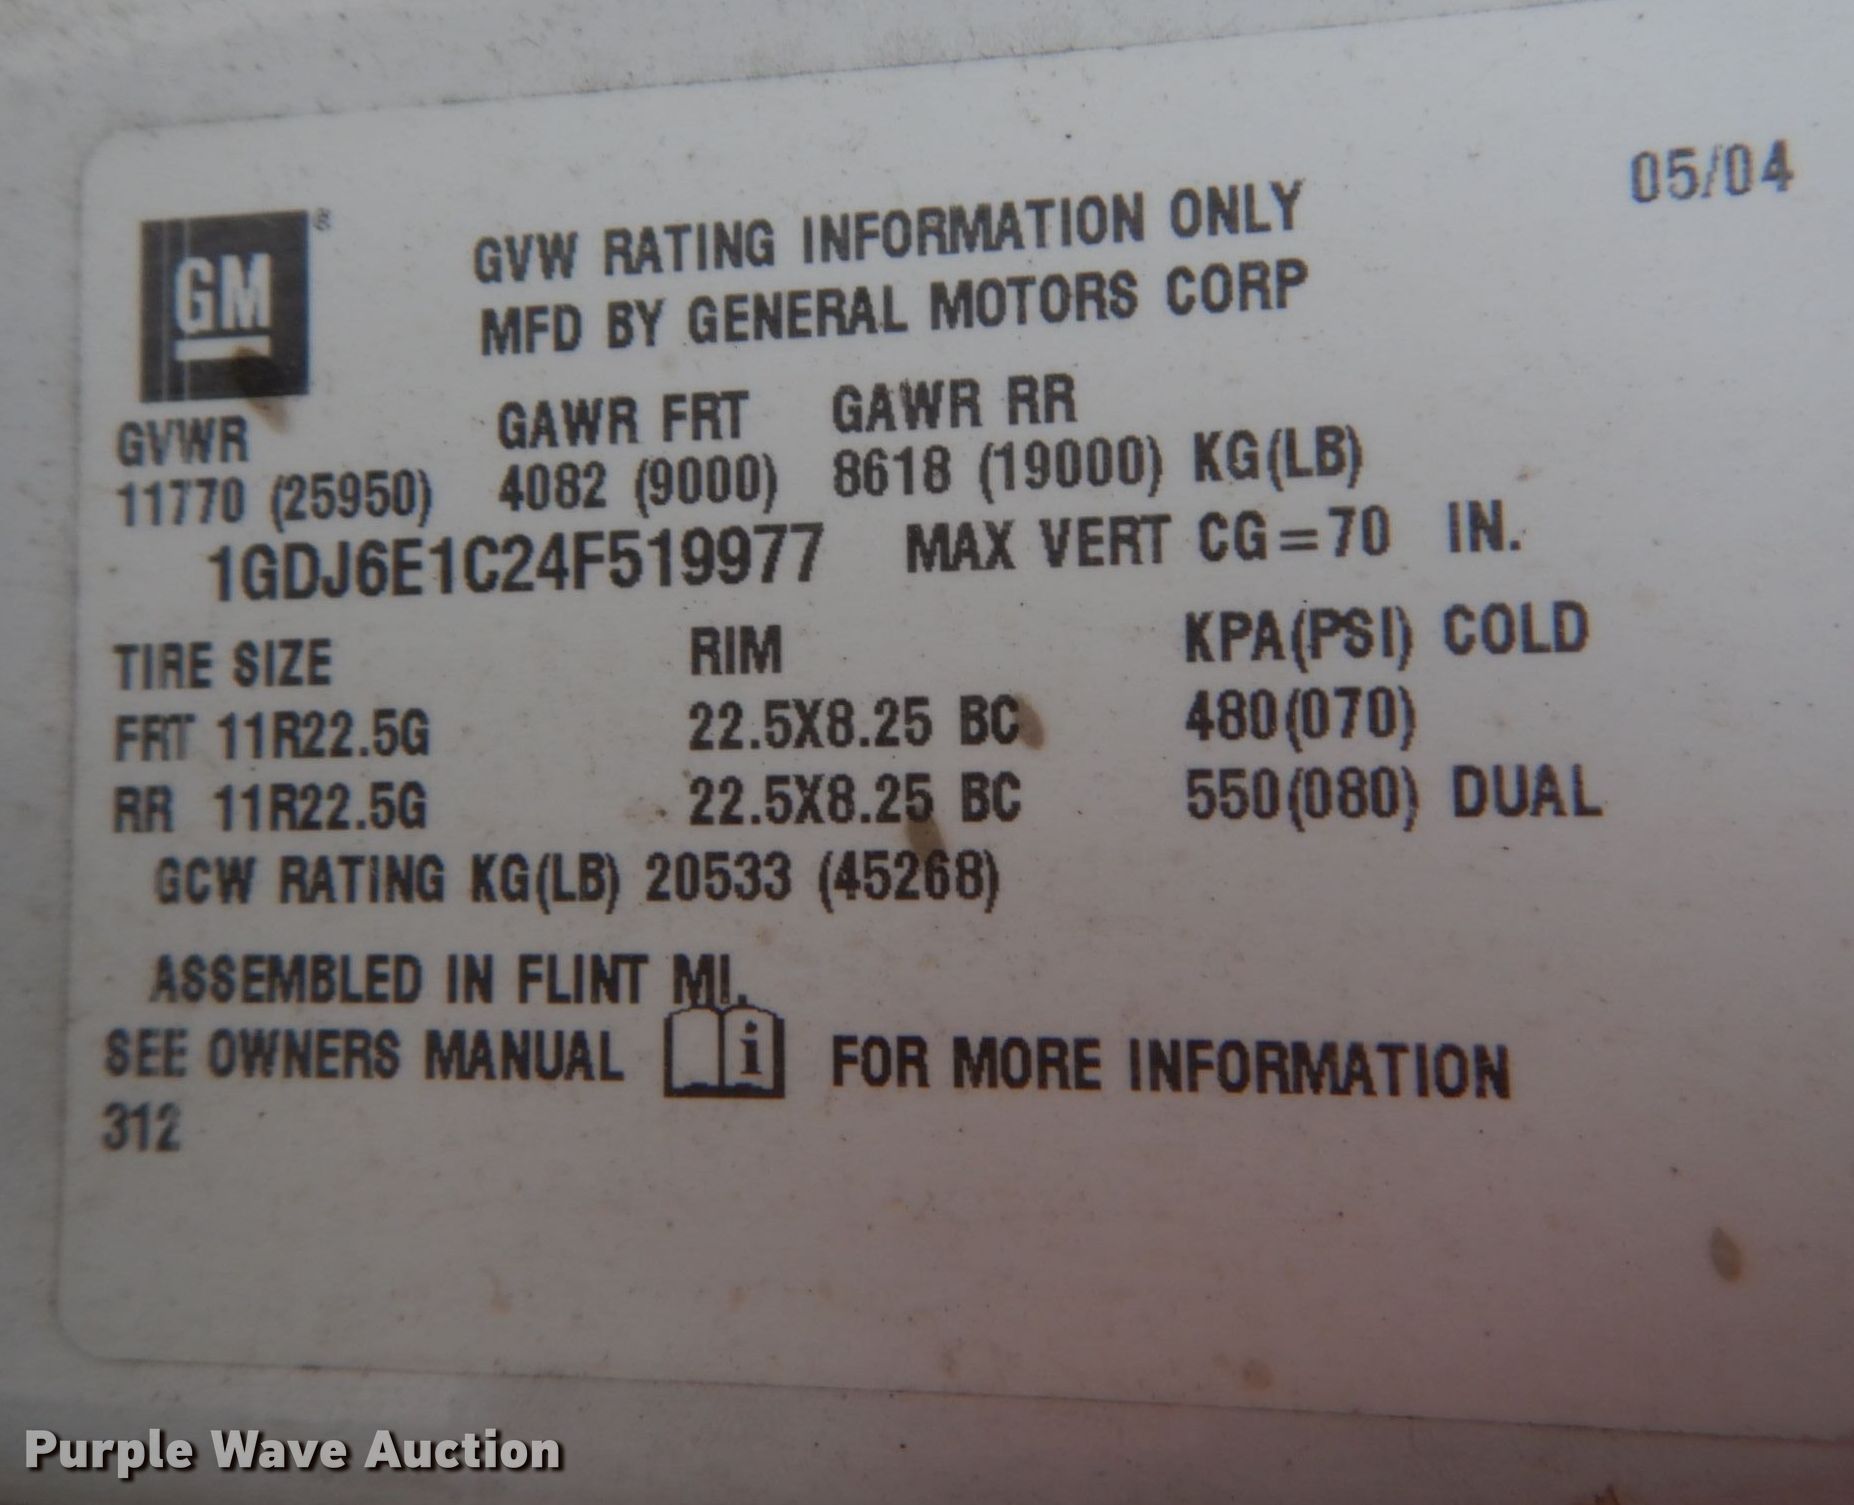 05/04
GM®
GVW RATING INFORMATION ONLY
MFD BY GENERAL MOTORS CORP
GVWR GAWR FRT GAWR RR
11770 (25950) 4082 (9000) 8618 (19000) KG(LB)
1GDJ6E1C24F519977 MAX VERT CG=70 IN.
TIRE SIZE RIM KPA(PSI) COLD
FRT 11R22.5G 22.5X8.25 BC 480(070)
RR 11R22.5G 22.5X8.25 BC 550(080) DUAL
GCW RATING KG(LB) 20533 (45268)
ASSEMBLED IN FLINT MI.
SEE OWNERS MANUAL i FOR MORE INFORMATION
312
Purple Wave Auction